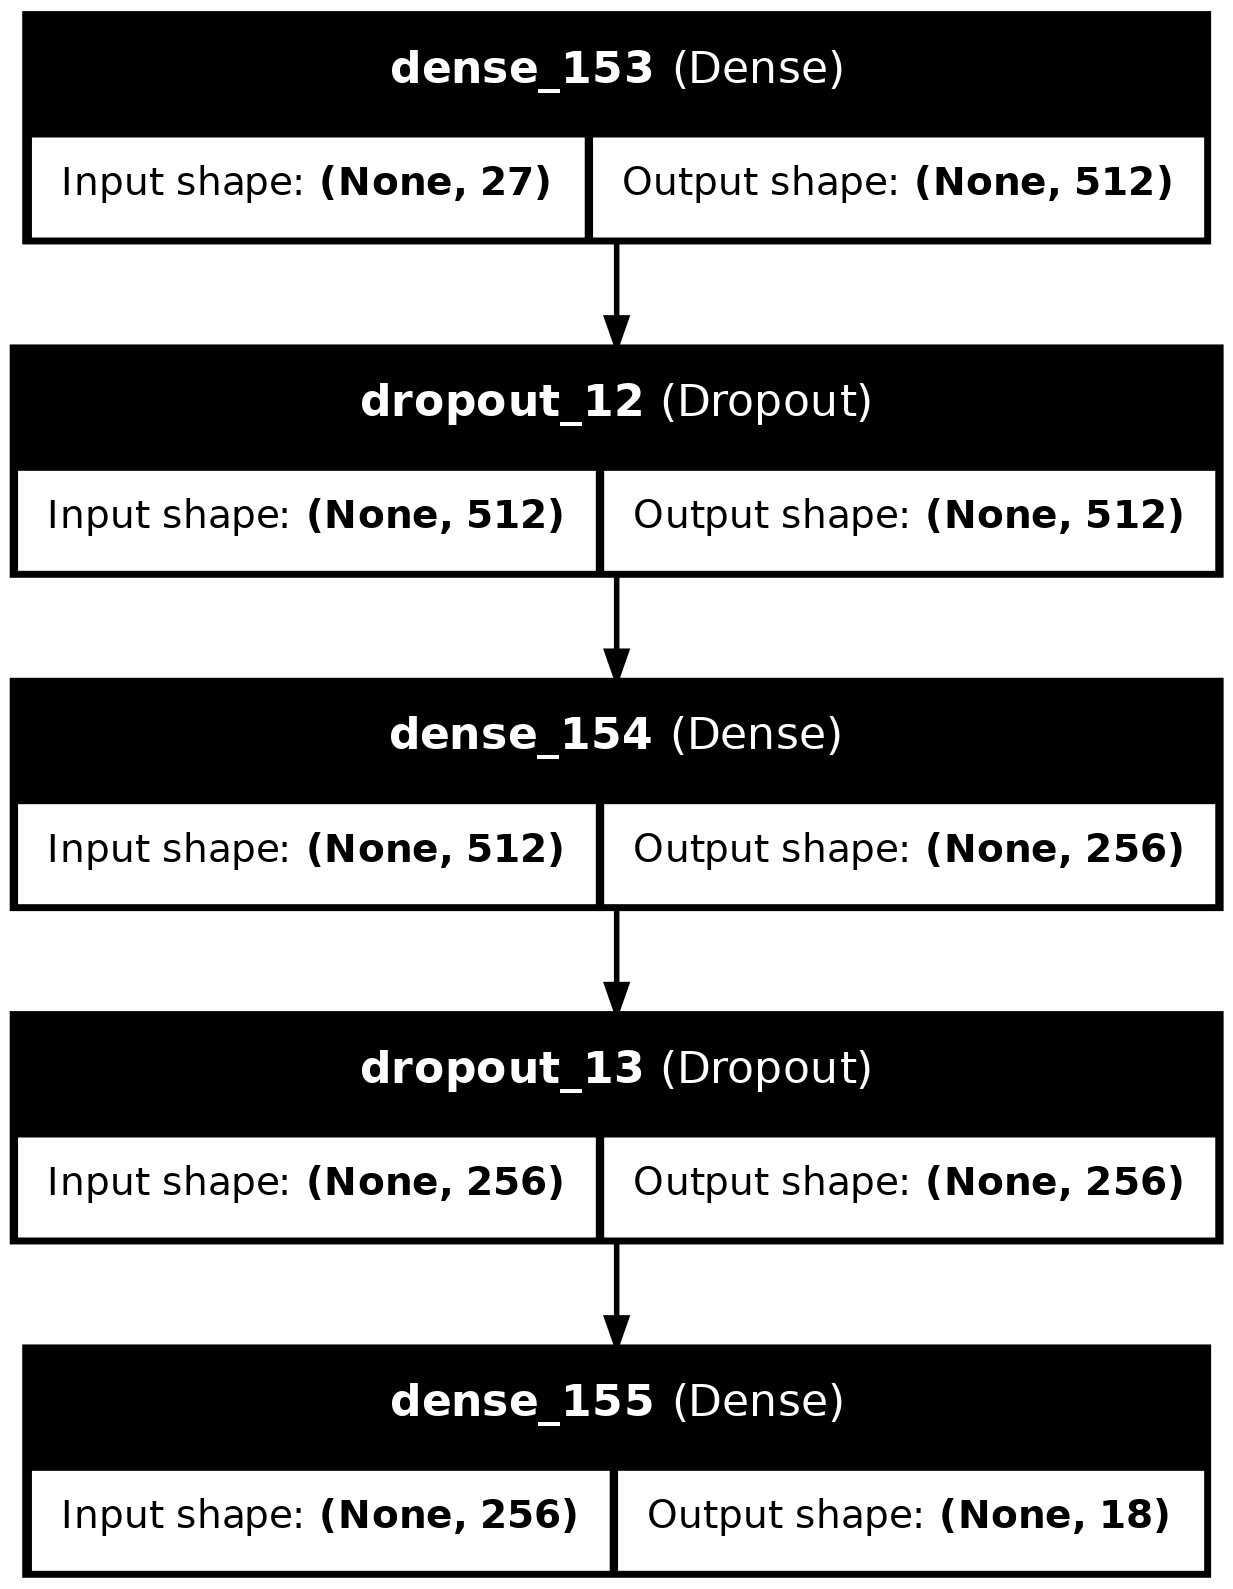 dense_153 (Dense)
Input shape: (None, 27) Output shape: (None, 512)
dropout_12 (Dropout)
Input shape: (None, 512) Output shape: (None, 512)
dense_154 (Dense)
Input shape: (None, 512) Output shape: (None, 256)
dropout_13 (Dropout)
Input shape: (None, 256) Output shape: (None, 256)
dense_155 (Dense)
Input shape: (None, 256) Output shape: (None, 18)